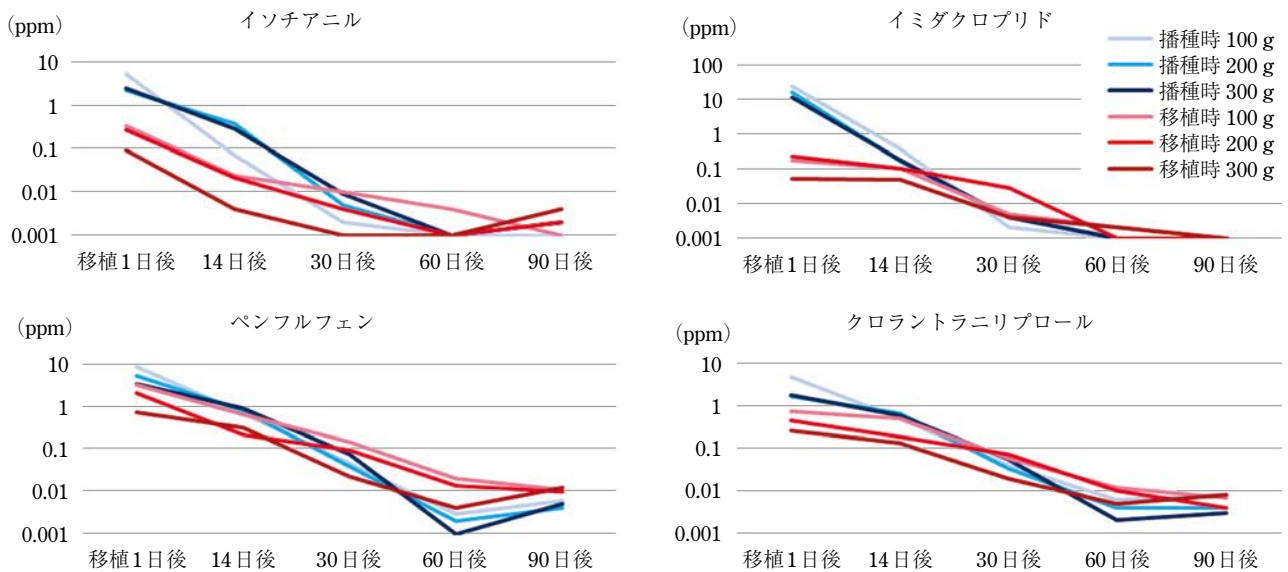 イソチアニル
(ppm)
10
1
0.1
0.01
0.001
移植1日後 14日後 30日後 60日後 90日後
イミダクロプリド
(ppm)
100
10
1
0.1
0.01
0.001
移植1日後 14日後 30日後 60日後 90日後
播種時 100 g
播種時 200 g
播種時 300 g
移植時 100 g
移植時 200 g
移植時 300 g
ペンフルフェン
(ppm)
10
1
0.1
0.01
0.001
移植1日後 14日後 30日後 60日後 90日後
クロラントラニリプロール
(ppm)
10
1
0.1
0.01
0.001
移植1日後 14日後 30日後 60日後 90日後